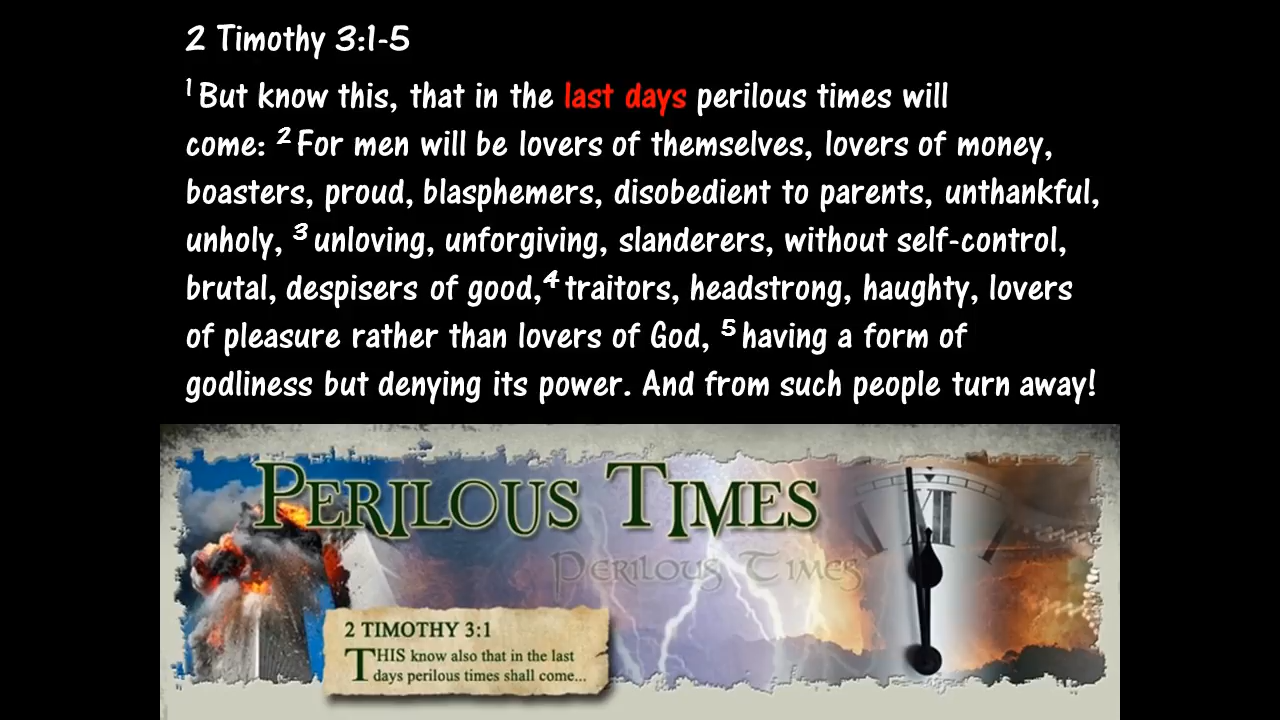 2 Timothy 3:1-5
1 But know this, that in the last days perilous times will
come: 2 For men will be lovers of themselves, lovers of money,
boasters, proud, blasphemers, disobedient to parents, unthankful,
unholy, 3 unloving, unforgiving, slanderers, without self-control,
brutal, despisers of good,4 traitors, headstrong, haughty, lovers
of pleasure rather than lovers of God, 5 having a form of
godliness but denying its power. And from such people turn away!
PERILOUS TIMES
PERILOUS TIMES
2 TIMOTHY 3:1
THIS know also that in the last
days perilous times shall come...
XII